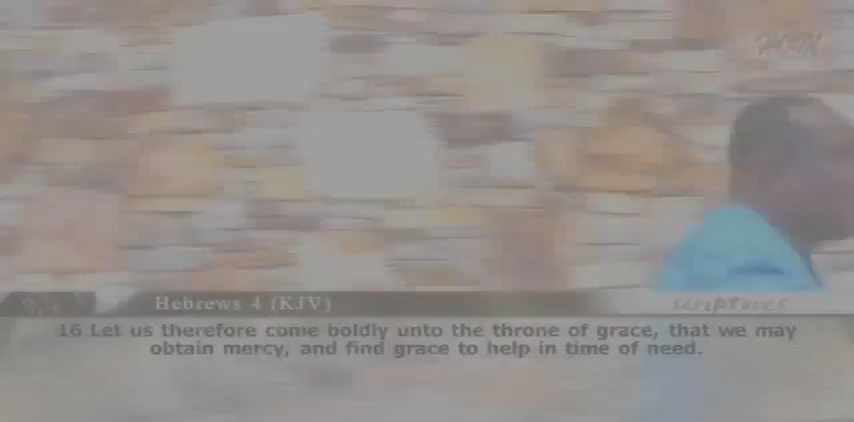 Hebrews 4 (KJV)
scriptures
16 Let us therefore come boldly unto the throne of grace, that we may
obtain mercy, and find grace to help in time of need.